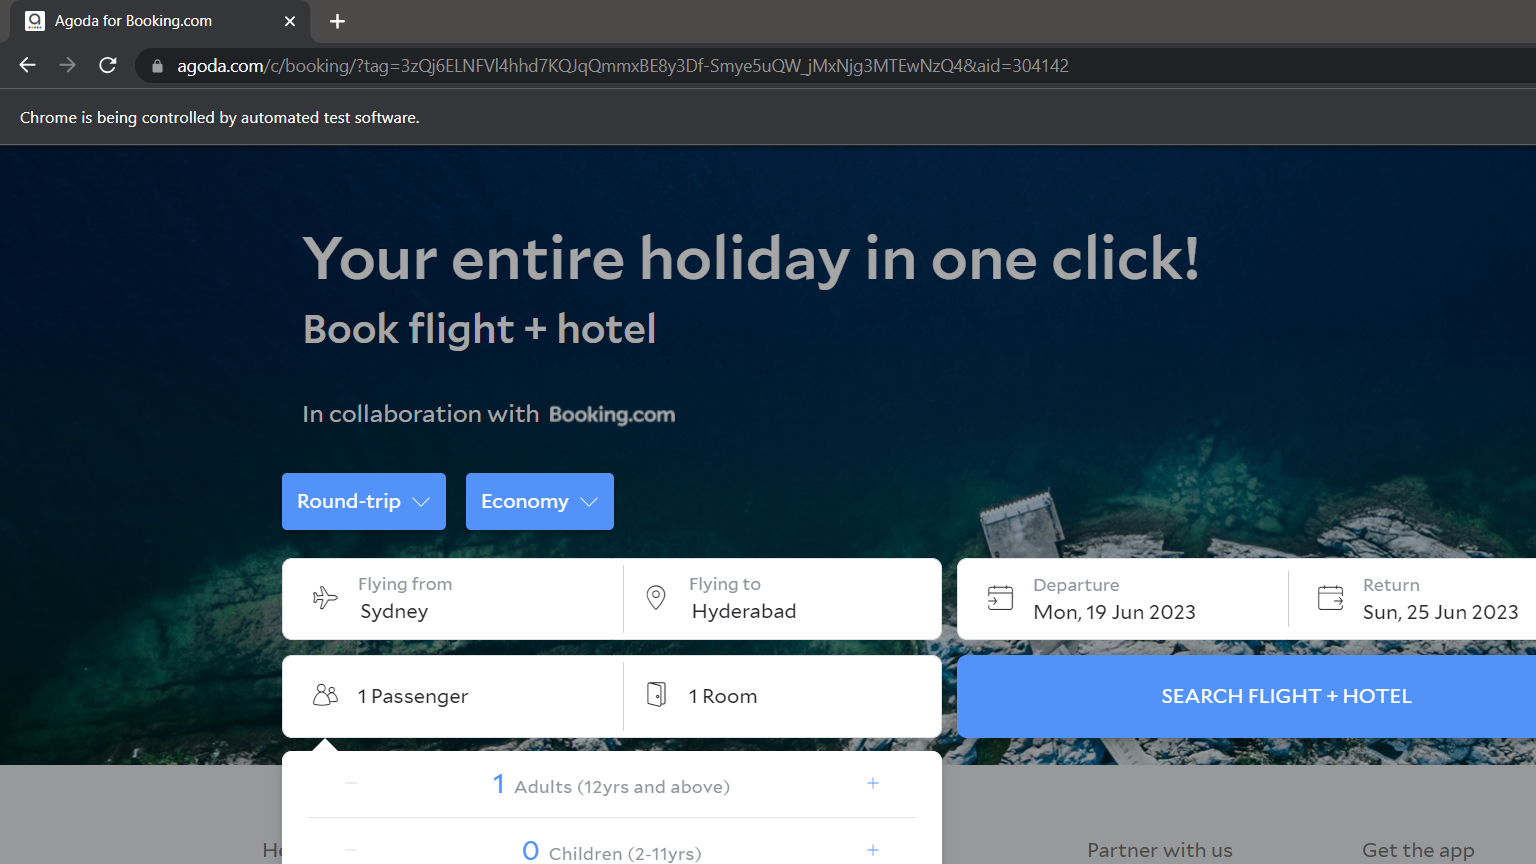 Agoda for Booking.com
agoda.com/c/booking/?tag=3zQj6ELNFVl4hhd7KQJqQmmxBE8y3Df-Smye5uQW_jMxNjg3MTEwNzQ4&aid=304142
Chrome is being controlled by automated test software.
Your entire holiday in one click!
Book flight + hotel
In collaboration with Booking.com
Round-trip Economy
Flying from Flying to Departure Return
Sydney Hyderabad Mon, 19 Jun 2023 Sun, 25 Jun 2023
1 Passenger 1 Room SEARCH FLIGHT + HOTEL
1 Adults (12yrs and above)
0 Children (2-11yrs)
Partner with us Get the app